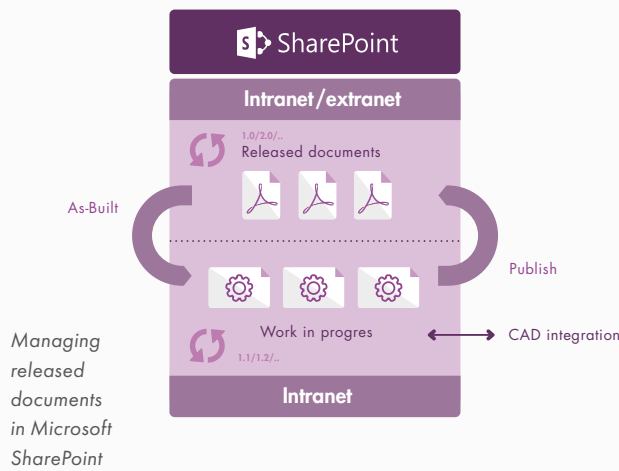 S SharePoint
Intranet/extranet
1.0/2.0/..
Released documents
As-Built
Publish
Work in progres
CAD integration
1.1/1.2/..
Intranet
Managing
released
documents
in Microsoft
SharePoint